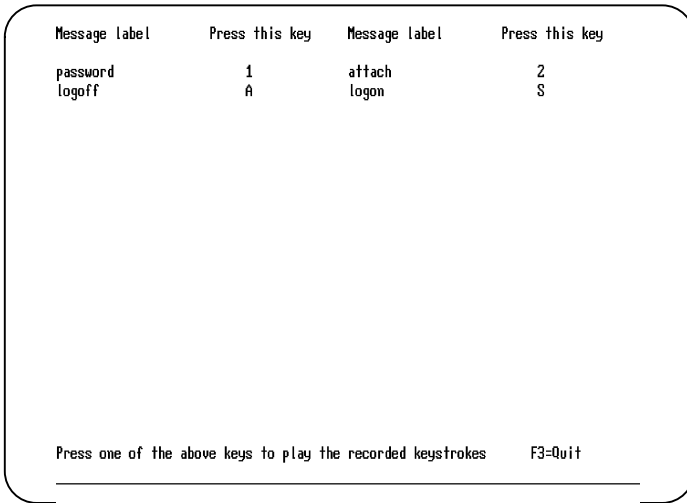 Message label Press this key Message label Press this key
password 1 attach 2
logoff A logon S
Press one of the above keys to play the recorded keystrokes F3=Quit